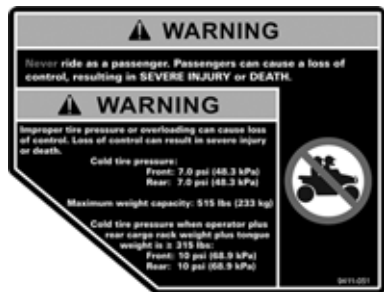 WARNING
Never ride as a passenger. Passengers can cause a loss of
control, resulting in SEVERE INJURY or DEATH.
WARNING
Improper tire pressure or overloading can cause loss
of control. Loss of control can result in severe injury
or death.
Cold tire pressure:
Front: 7.0 psi (48.3 kPa)
Rear: 7.0 psi (48.3 kPa)
Maximum weight capacity: 515 lbs (233 kg)
Cold tire pressure when operator plus
rear cargo rack weight plus tongue
weight is ≥ 315 lbs:
Front: 10 psi (68.9 kPa)
Rear: 10 psi (68.9 kPa)
9411-051